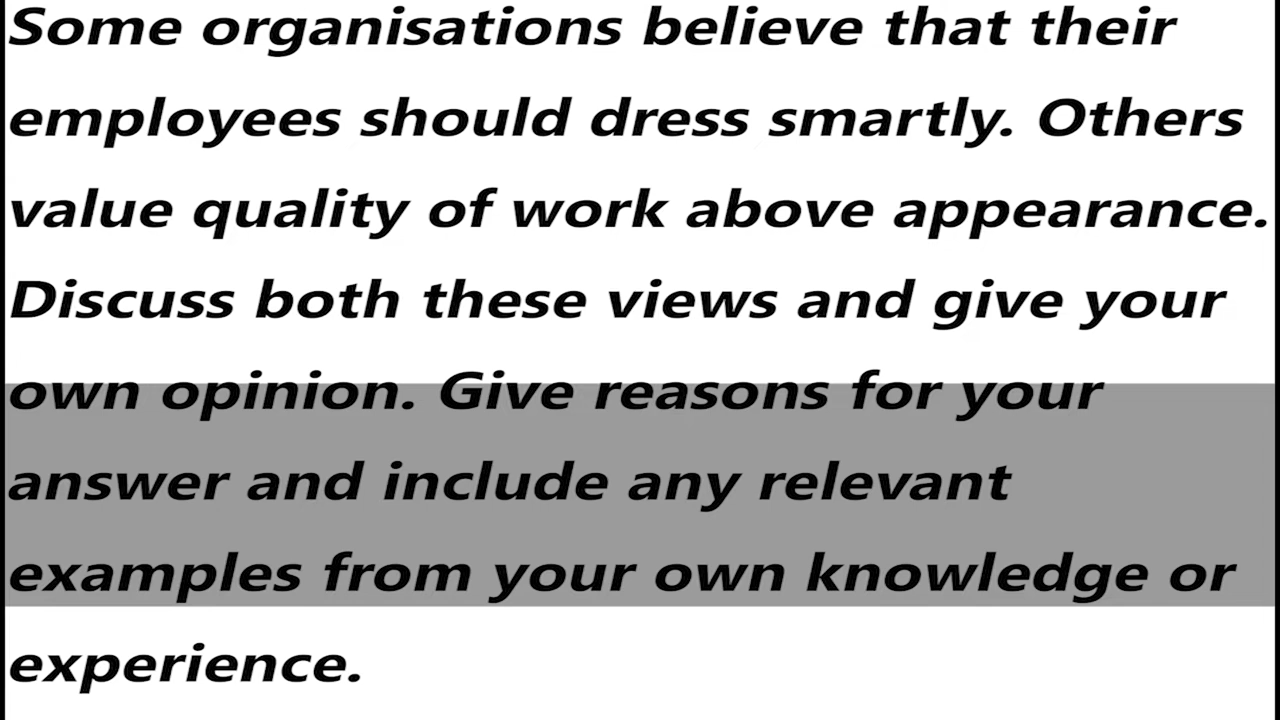 Some organisations believe that their
employees should dress smartly. Others
value quality of work above appearance.
Discuss both these views and give your
own opinion. Give reasons for your
answer and include any relevant
examples from your own knowledge or
experience.